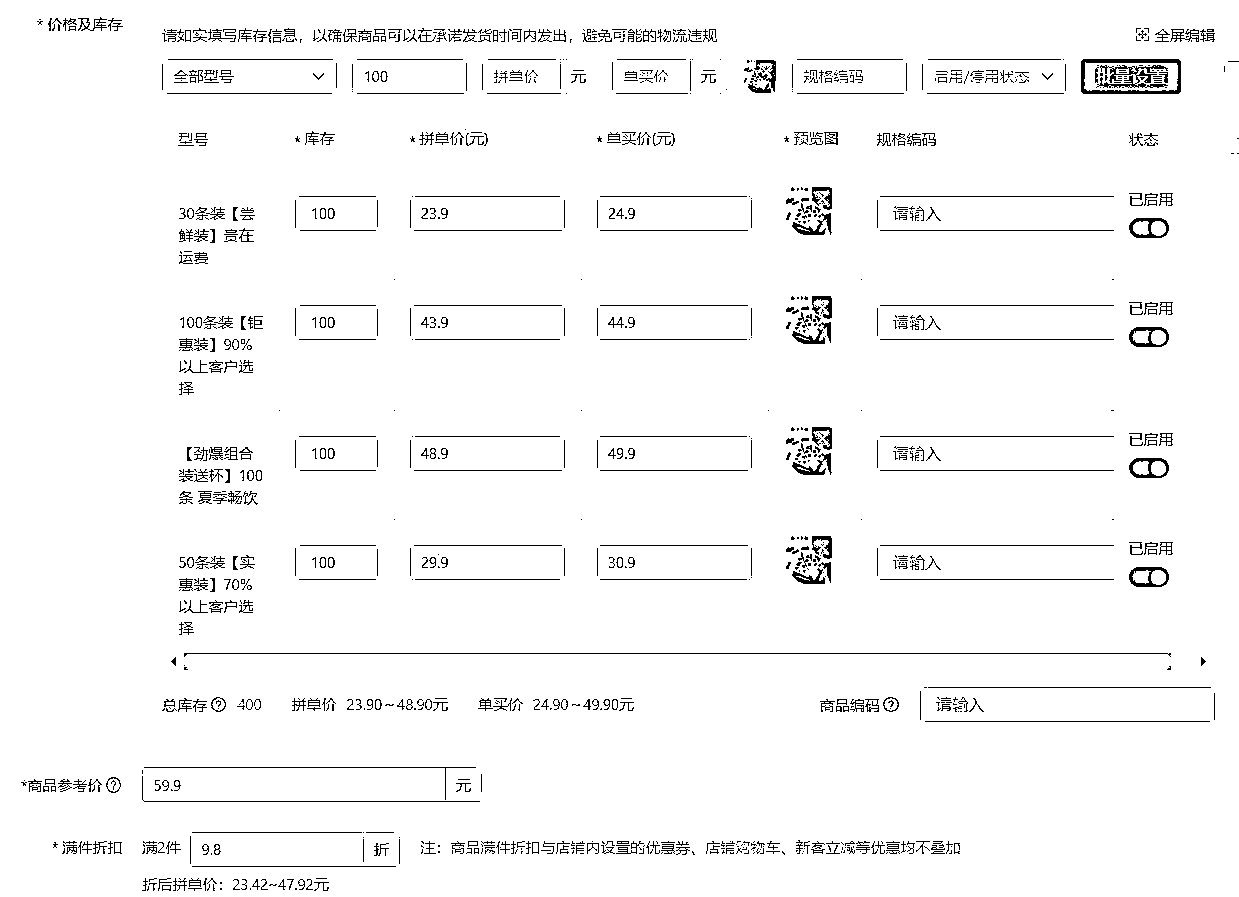 * 价格及库存
请如实填写库存信息，以确保商品可以在承诺发货时间内发出，避免可能的物流违规
全屏编辑
全部型号 100 拼单价 元 单买价 元 规格编码 启用/停用状态 批量设置
型号 * 库存 * 拼单价(元) * 单买价(元) * 预览图 规格编码 状态
30条装【尝
鲜装】贵在
运费
100 23.9 24.9 请输入 已启用
100条装【钜
惠装】90%
以上客户选
择
100 43.9 44.9 请输入 已启用
【劲爆组合
装送杯】100
条 夏季畅饮
100 48.9 49.9 请输入 已启用
50条装【实
惠装】70%
以上客户选
择
100 29.9 30.9 请输入 已启用
总库存 400 拼单价 23.90~48.90元 单买价 24.90~49.90元 商品编码 请输入
*商品参考价 59.9 元
* 满件折扣 满2件 9.8 折 注：商品满件折扣与店铺内设置的优惠券、店铺购物车、新客立减等优惠均不叠加
折后拼单价：23.42~47.92元